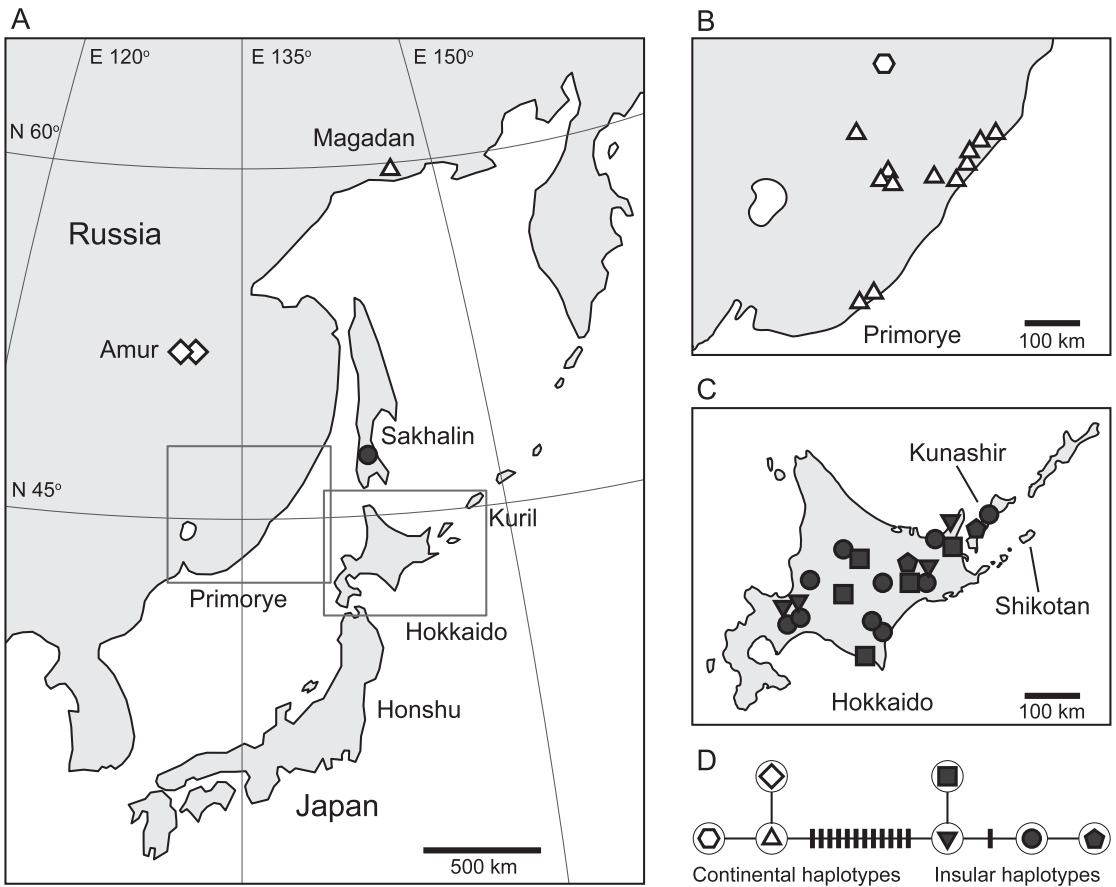 A
E 120°
E 135°
E 150°
N 60°
Magadan
Russia
Amur
Sakhalin
N 45°
Kuril
Primorye
Hokkaido
Honshu
Japan
500 km
B
Primorye
100 km
C
Kunashir
Shikotan
Hokkaido
100 km
D
Continental haplotypes
Insular haplotypes